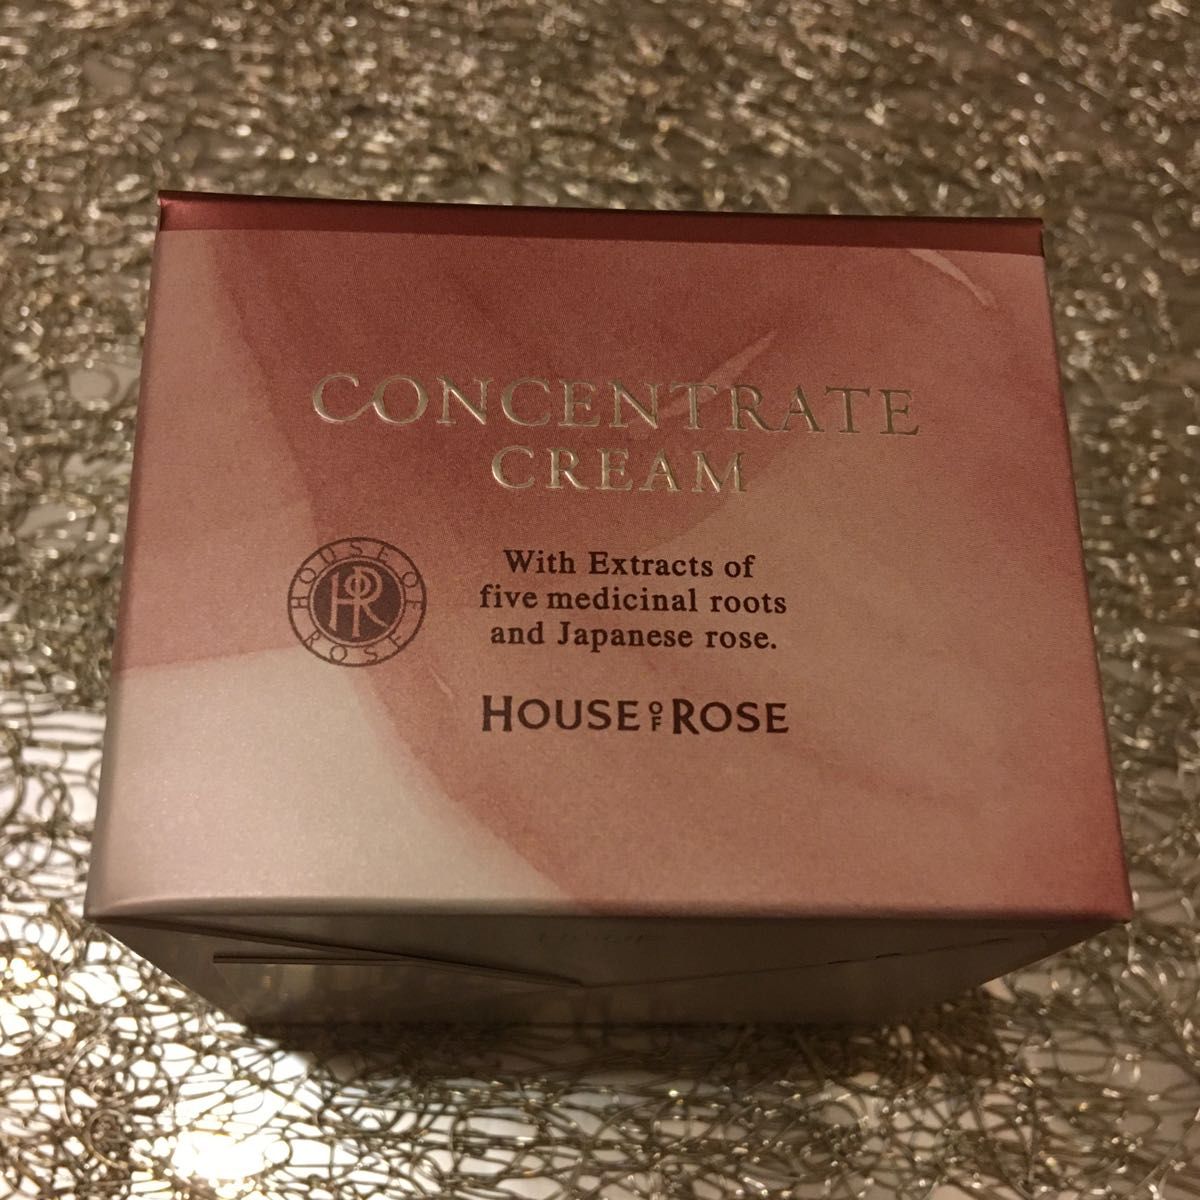 CONCENTRATE
CREAM
HOUSE OF ROSE
HR
With Extracts of
five medicinal roots
and Japanese rose.
HOUSE OF ROSE